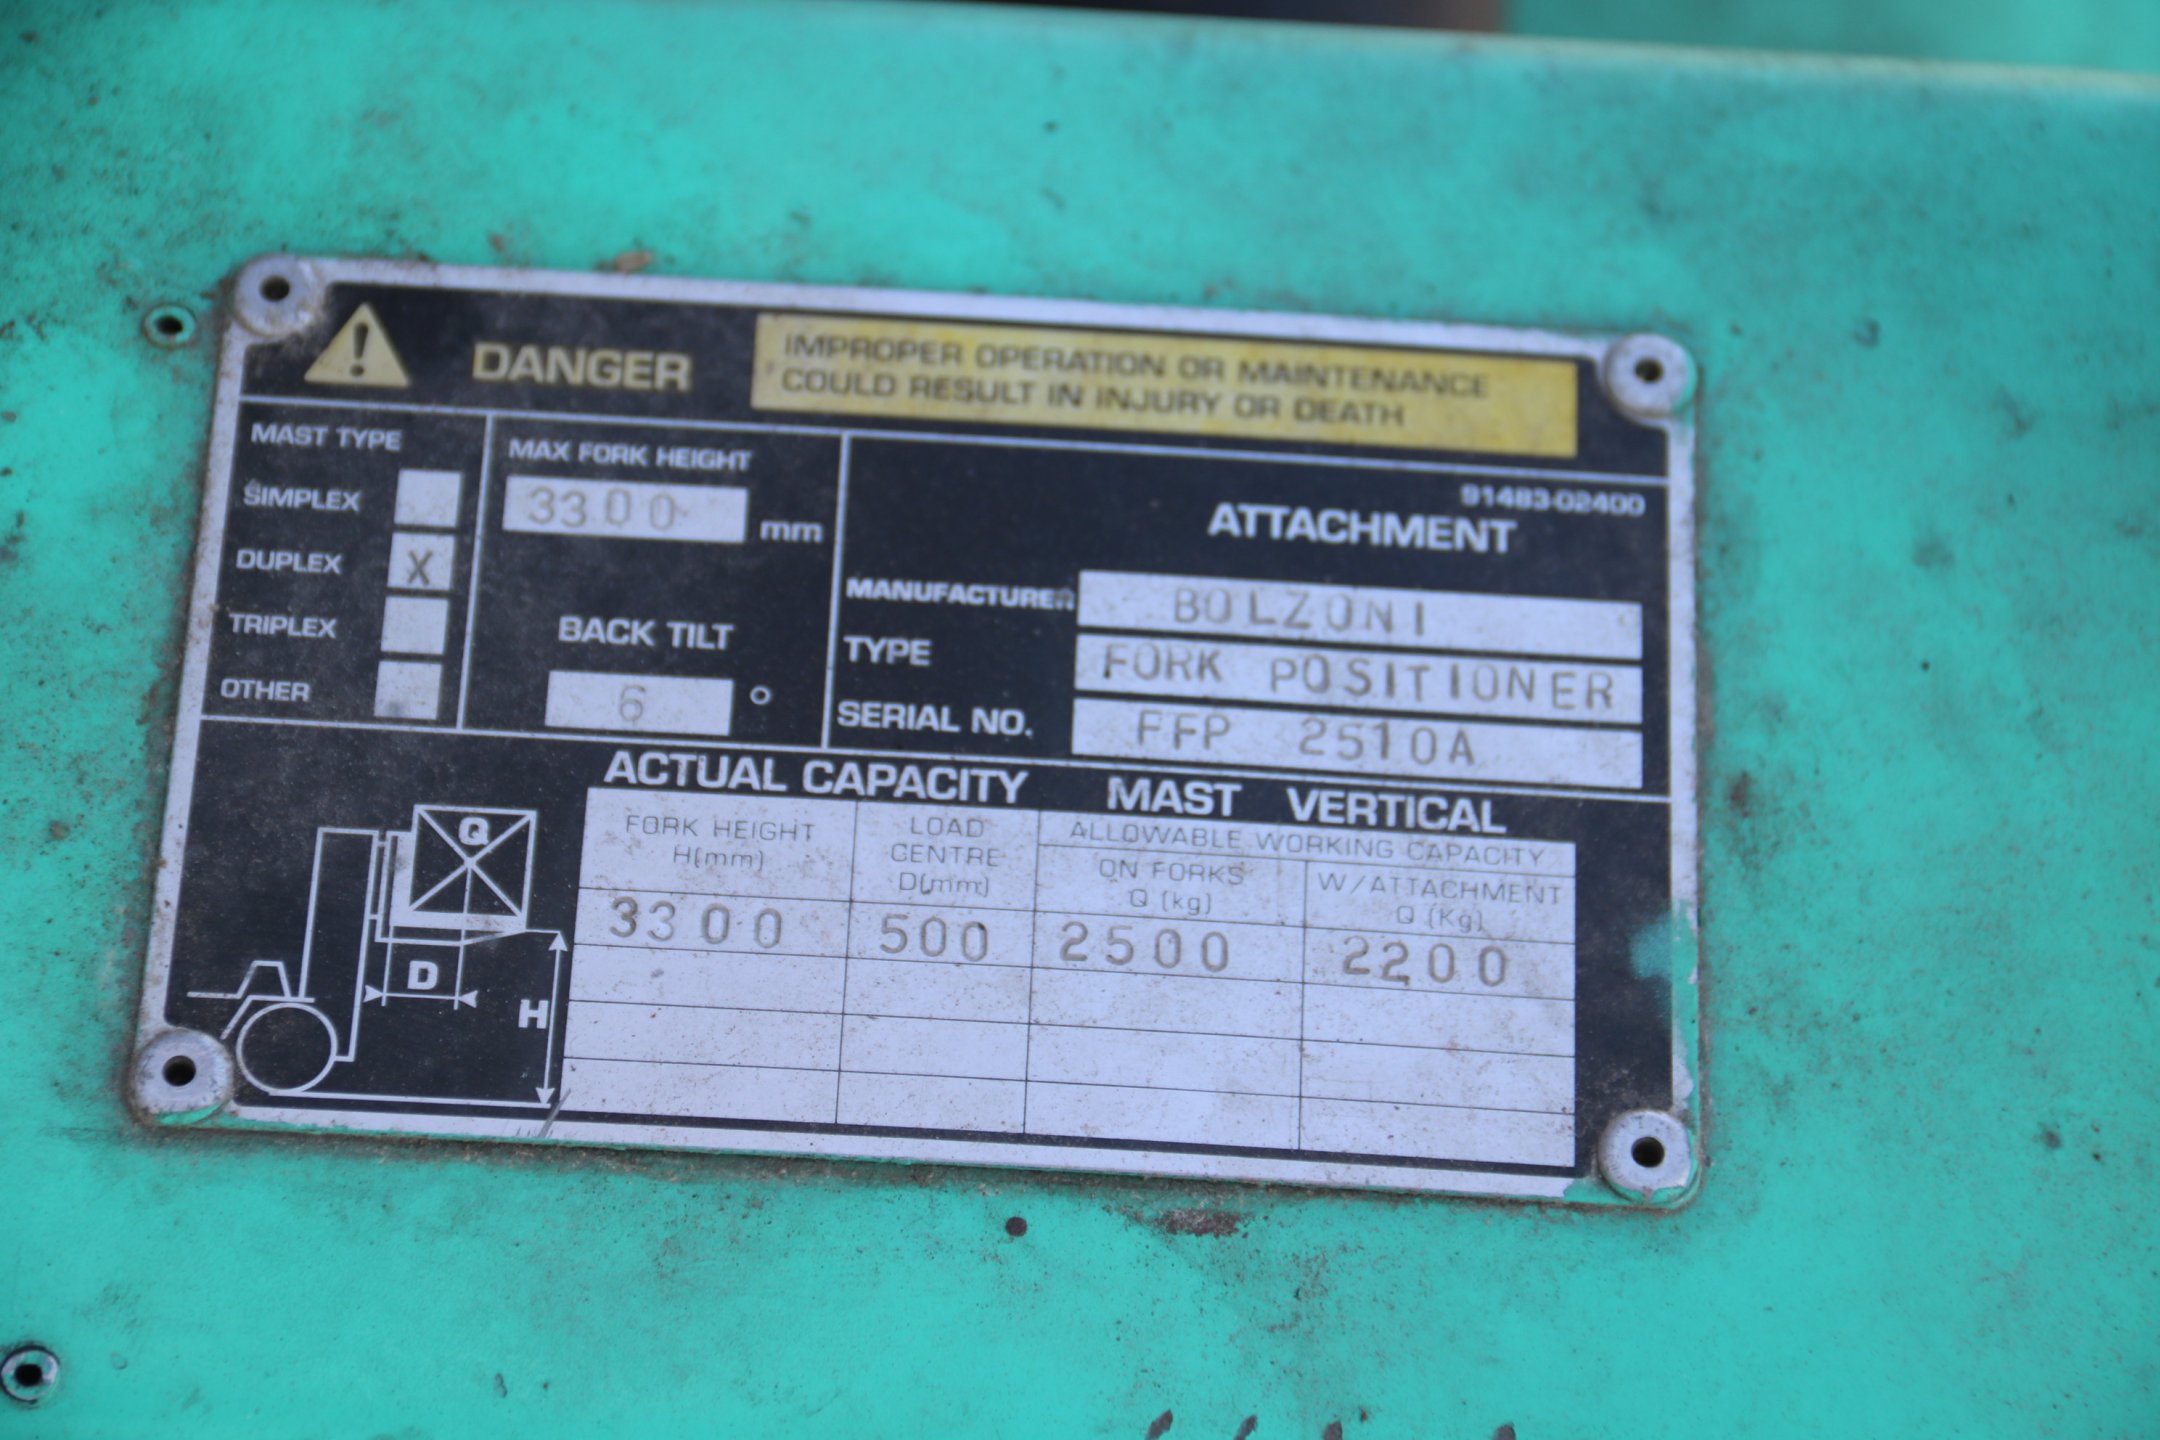 DANGER
IMPROPER OPERATION OR MAINTENANCE
COULD RESULT IN INJURY OR DEATH
MAST TYPE
SIMPLEX
DUPLEX X
TRIPLEX
OTHER
MAX FORK HEIGHT
3300 mm
BACK TILT
6 °
91483-02400
ATTACHMENT
MANUFACTURER BOLZONI
TYPE FORK POSITIONER
SERIAL NO. FFP 2510A
ACTUAL CAPACITY MAST VERTICAL
FORK HEIGHT
H(mm)
LOAD
CENTRE
D(mm)
ALLOWABLE WORKING CAPACITY
ON FORKS
Q (kg)
W/ATTACHMENT
Q (Kg)
3300 500 2500 2200
Q
D
H